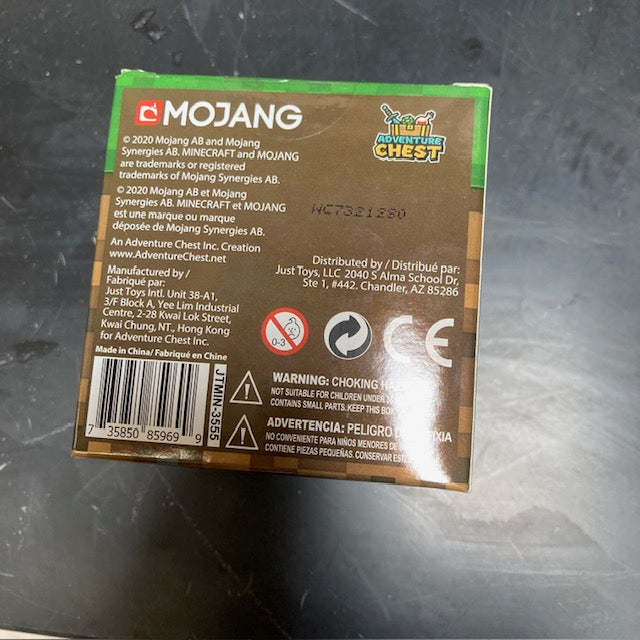 MOJANG
ADVENTURE
CHEST
© 2020 Mojang AB and Mojang
Synergies AB. MINECRAFT and MOJANG
are trademarks or registered
trademarks of Mojang Synergies AB.
© 2020 Mojang AB et Mojang
Synergies AB. MINECRAFT et MOJANG
est une marque ou marque
déposée de Mojang Synergies AB.
An Adventure Chest Inc. Creation
www.AdventureChest.net
WC7321280
Distributed by / Distribué par:
Just Toys, LLC 2040 S Alma School Dr,
Ste 1, #442. Chandler, AZ 85286
Manufactured by /
Fabriqué par:
Just Toys Intl. Unit 38-A1,
3/F Block A, Yee Lim Industrial
Centre, 2-28 Kwai Lok Street,
Kwai Chung, NT., Hong Kong
for Adventure Chest Inc.
Made in China/ Fabriqué en Chine
0-3
CE
7 35850 85969 9
JTMIN-3555
WARNING: CHOKING
NOT SUITABLE FOR CHILDREN UNDER
CONTAINS SMALL PARTS. KEEP THIS BOX
ADVERTENCIA: PELIGRO
NO CONVENIENTE PARA NIÑOS MENORES DE
CONTIENE PIEZAS PEQUEÑAS. CONSERVAR